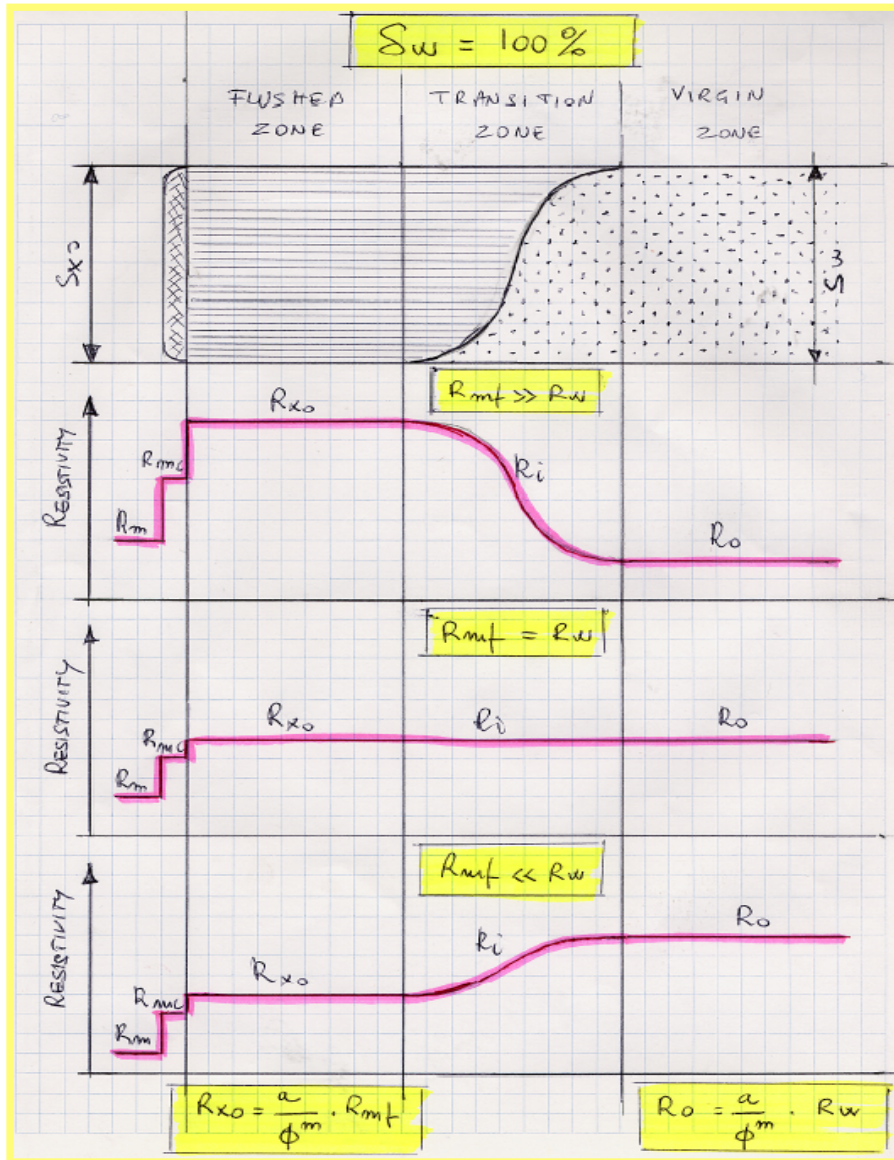 Sw = 100%
FLUSHED ZONE
TRANSITION ZONE
VIRGIN ZONE
Sxo
Sw
Rmf >> Rw
RESISTIVITY
Rm
Rmc
Rxo
Ri
Ro
Rmf = Rw
RESISTIVITY
Rm
Rmc
Rxo
Ri
Ro
Rmf << Rw
RESISTIVITY
Rm
Rmc
Rxo
Ri
Ro
Rxo = a/ϕ^m · Rmf
Ro = a/ϕ^m · Rw